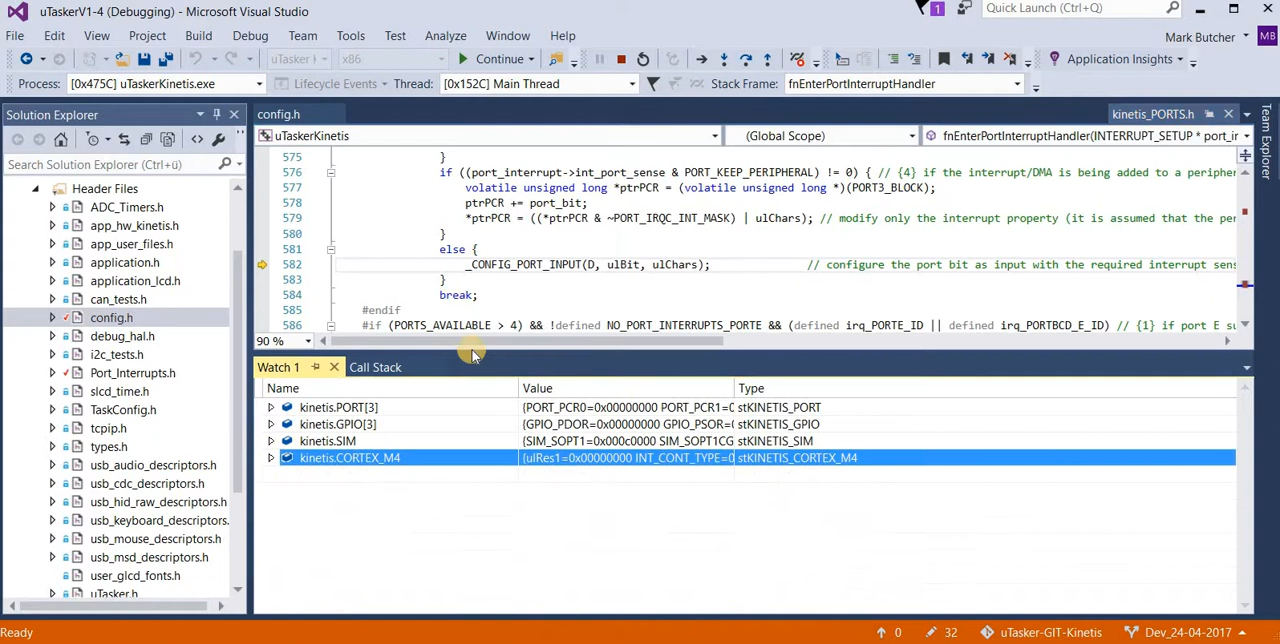 uTaskerV1-4 (Debugging) - Microsoft Visual Studio
1
Quick Launch (Ctrl+Q)
File Edit View Project Build Debug Team Tools Test Analyze Window Help
Mark Butcher MB
uTasker x86 Continue Application Insights
Process: [0x475C] uTaskerKinetis.exe Lifecycle Events Thread: [0x152C] Main Thread Stack Frame: fnEnterPortInterruptHandler
Solution Explorer
config.h
kinetis_PORTS.h
Team Explorer
uTaskerKinetis
(Global Scope)
fnEnterPortInterruptHandler(INTERRUPT_SETUP * port_ir
Search Solution Explorer (Ctrl+ü)
Header Files
ADC_Timers.h
app_hw_kinetis.h
app_user_files.h
application.h
application_lcd.h
can_tests.h
config.h
debug_hal.h
i2c_tests.h
Port_Interrupts.h
slcd_time.h
TaskConfig.h
tcpip.h
types.h
usb_audio_descriptors.
usb_cdc_descriptors.h
usb_hid_raw_descriptors.h
usb_keyboard_descriptors.
usb_mouse_descriptors.h
usb_msd_descriptors.h
user_glcd_fonts.h
uTasker.h
575 }
576 if ((port_interrupt->int_port_sense & PORT_KEEP_PERIPHERAL) != 0) { // {4} if the interrupt/DMA is being added to a peripher
577 volatile unsigned long *ptrPCR = (volatile unsigned long *)(PORT3_BLOCK);
578 ptrPCR += port_bit;
579 *ptrPCR = ((*ptrPCR & ~PORT_IRQC_INT_MASK) | ulChars); // modify only the interrupt property (it is assumed that the per
580 }
581 else {
582 _CONFIG_PORT_INPUT(D, ulBit, ulChars); // configure the port bit as input with the required interrupt sens
583 }
584 break;
585 #endif
586 #if (PORTS_AVAILABLE > 4) && !defined NO_PORT_INTERRUPTS_PORTE && (defined irq_PORTE_ID || defined irq_PORTBCD_E_ID) // {1} if port E su
90 %
Watch 1 Call Stack
Name Value Type
kinetis.PORT[3] {PORT_PCR0=0x00000000 PORT_PCR1=0 stKINETIS_PORT
kinetis.GPIO[3] {GPIO_PDOR=0x00000000 GPIO_PSOR=0 stKINETIS_GPIO
kinetis.SIM {SIM_SOPT1=0x000c0000 SIM_SOPT1CG stKINETIS_SIM
kinetis.CORTEX_M4 {ulRes1=0x00000000 INT_CONT_TYPE=0 stKINETIS_CORTEX_M4
Ready 0 32 uTasker-GIT-Kinetis Dev_24-04-2017